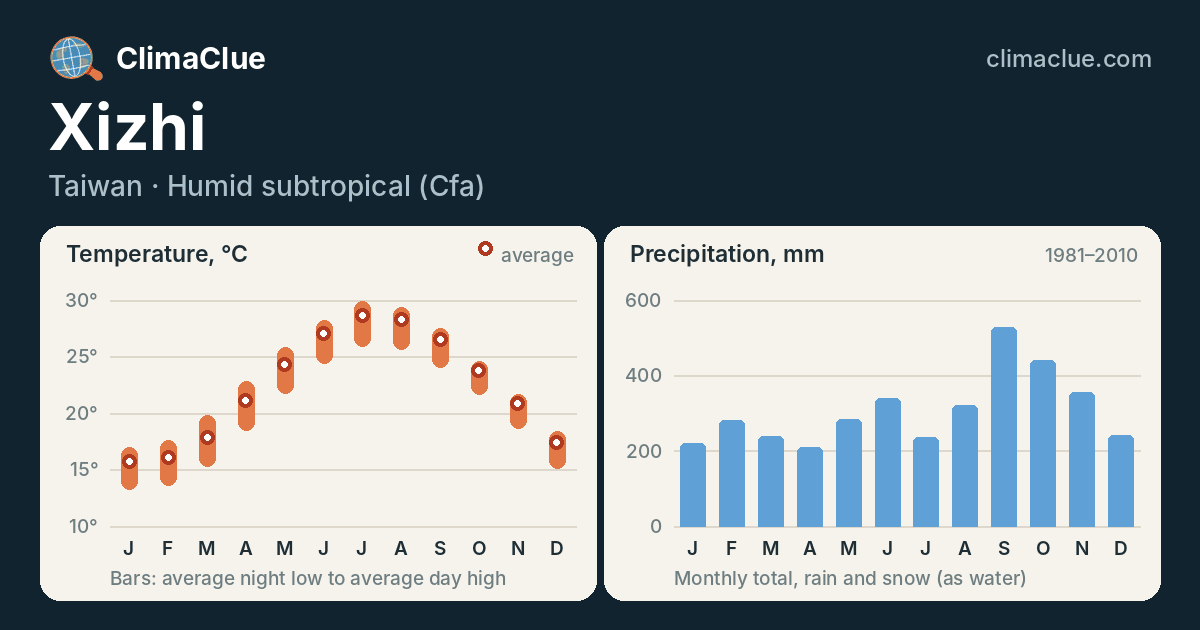 ClimaClue
climaclue.com
Xizhi
Taiwan · Humid subtropical (Cfa)
Temperature, °C
average
30°
25°
20°
15°
10°
J F M A M J J A S O N D
Bars: average night low to average day high
Precipitation, mm
1981–2010
600
400
200
0
J F M A M J J A S O N D
Monthly total, rain and snow (as water)